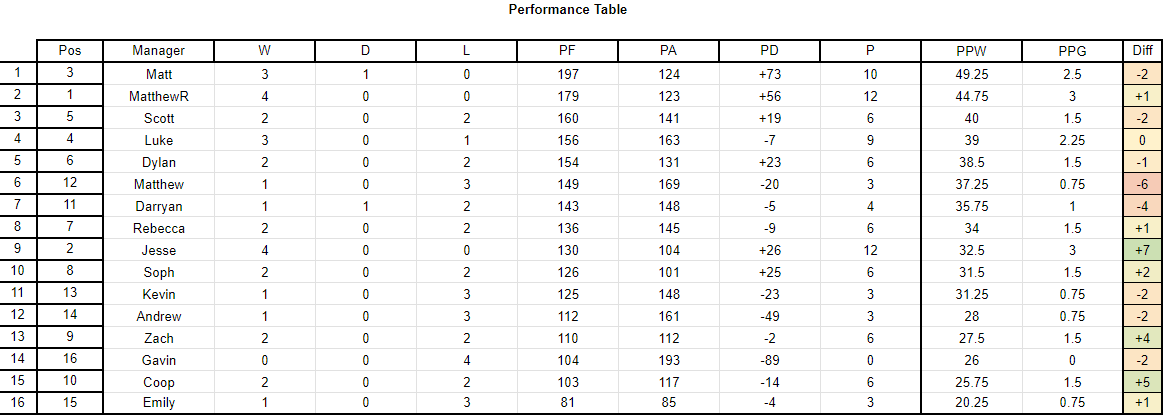 Performance Table
Pos Manager W D L PF PA PD P PPW PPG Diff
1 3 Matt 3 1 0 197 124 +73 10 49.25 2.5 -2
2 1 MatthewR 4 0 0 179 123 +56 12 44.75 3 +1
3 5 Scott 2 0 2 160 141 +19 6 40 1.5 -2
4 4 Luke 3 0 1 156 163 -7 9 39 2.25 0
5 6 Dylan 2 0 2 154 131 +23 6 38.5 1.5 -1
6 12 Matthew 1 0 3 149 169 -20 3 37.25 0.75 -6
7 11 Darryan 1 1 2 143 148 -5 4 35.75 1 -4
8 7 Rebecca 2 0 2 136 145 -9 6 34 1.5 +1
9 2 Jesse 4 0 0 130 104 +26 12 32.5 3 +7
10 8 Soph 2 0 2 126 101 +25 6 31.5 1.5 +2
11 13 Kevin 1 0 3 125 148 -23 3 31.25 0.75 -2
12 14 Andrew 1 0 3 112 161 -49 3 28 0.75 -2
13 9 Zach 2 0 2 110 112 -2 6 27.5 1.5 +4
14 16 Gavin 0 0 4 104 193 -89 0 26 0 -2
15 10 Coop 2 0 2 103 117 -14 6 25.75 1.5 +5
16 15 Emily 1 0 3 81 85 -4 3 20.25 0.75 +1